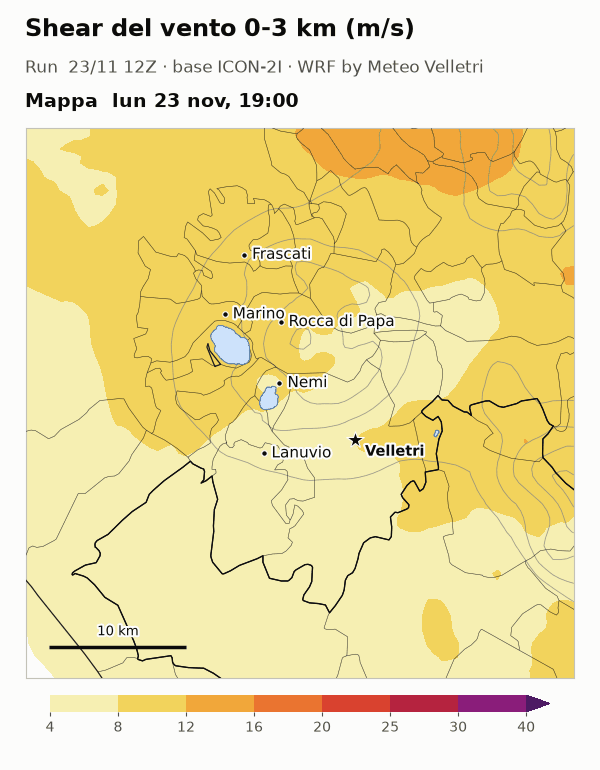 Shear del vento 0-3 km (m/s)
Run  23/11 12Z · base ICON-2I · WRF by Meteo Velletri
Mappa  lun 23 nov, 19:00
Frascati
Marino
Rocca di Papa
Nemi
Velletri
Lanuvio
10 km
4 8 12 16 20 25 30 40